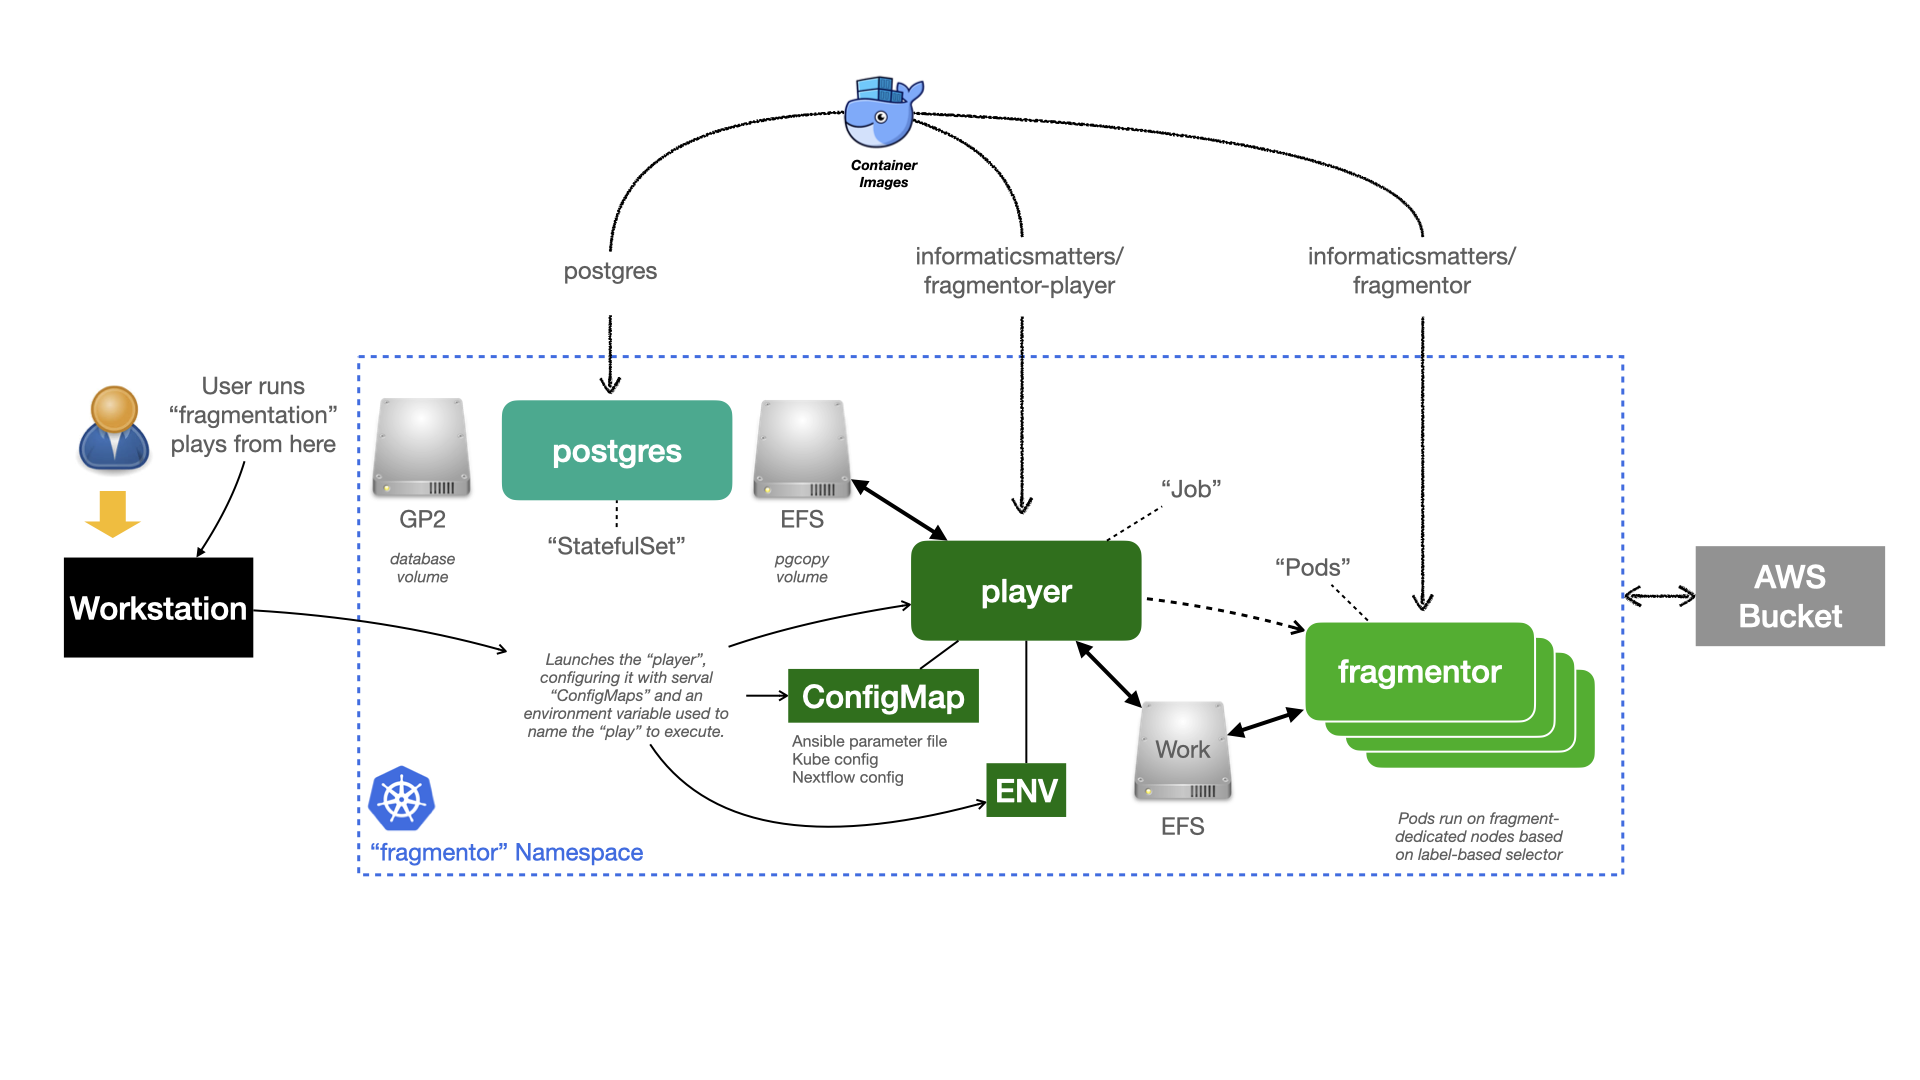 Container
Images
postgres
informaticsmatters/
fragmentor-player
informaticsmatters/
fragmentor
User runs
“fragmentation”
plays from here
Workstation
GP2
database
volume
postgres
“StatefulSet”
EFS
pgcopy
volume
“Job”
player
“Pods”
fragmentor
AWS
Bucket
Launches the “player”,
configuring it with serval
“ConfigMaps” and an
environment variable used to
name the “play” to execute.
ConfigMap
Ansible parameter file
Kube config
Nextflow config
ENV
Work
EFS
Pods run on fragment-
dedicated nodes based
on label-based selector
“fragmentor” Namespace